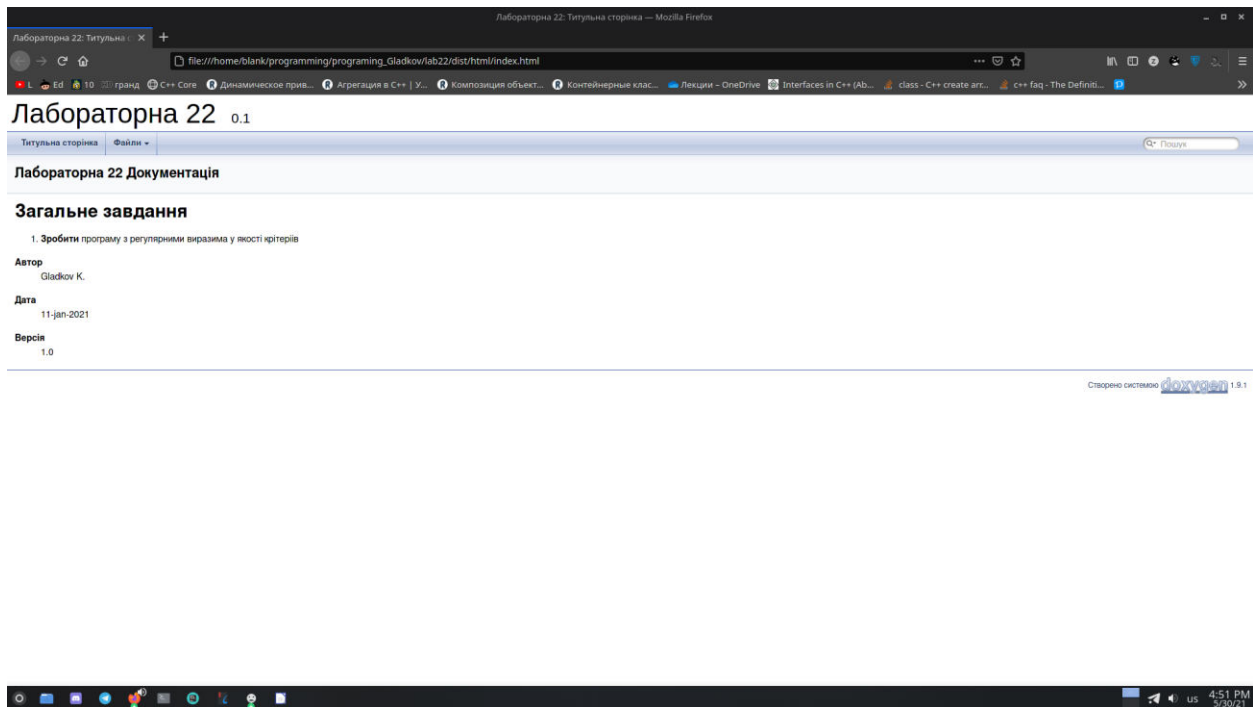 Лабораторна 22: Титульна сторінка — Mozilla Firefox
Лабораторна 22: Титульна с
file:///home/blank/programming/programing_Gladkov/lab22/dist/html/index.html
L Ed 10 гранд C++ Core Динамическое прив... Агрегация в C++ | У... Композиция объект... Контейнерные клас... Лекции – OneDrive Interfaces in C++ (Ab... class - C++ create arr... c++ faq - The Definiti...
Лабораторна 22 0.1
Титульна сторінка Файли Пошук
Лабораторна 22 Документація
Загальне завдання
1. Зробити програму з регулярними виразима у якості крітеріїв
Автор
Gladkov K.
Дата
11-jan-2021
Версія
1.0
Створено системою doxygen 1.9.1
us 4:51 PM
5/30/21